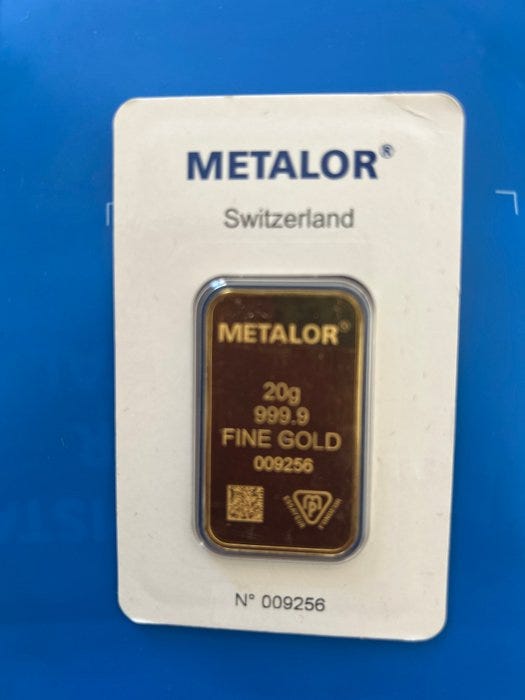 METALOR®
Switzerland
METALOR®
20g
999.9
FINE GOLD
009256
N° 009256